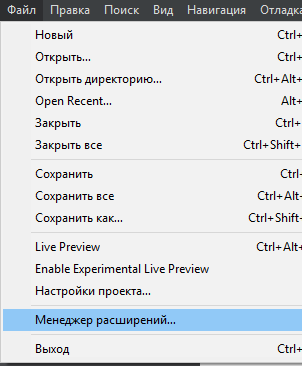 Файл Правка Поиск Вид Навигация Отладка
Новый Ctrl+
Открыть... Ctrl+
Открыть директорию... Ctrl+Alt+
Open Recent... Alt+
Закрыть Ctrl+
Закрыть все Ctrl+Shift+
Сохранить Ctrl+
Сохранить все Ctrl+Alt+
Сохранить как... Ctrl+Shift+
Live Preview Ctrl+Alt+
Enable Experimental Live Preview
Настройки проекта...
Менеджер расширений...
Выход Ctrl+